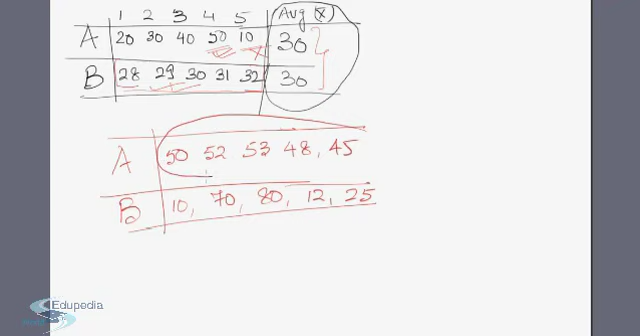 1 2 3 4 5 Avg (x̄)
A 20 30 40 50 10 30
B 28 29 30 31 32 30
A 50 52 53 48, 45
B 10, 70, 80, 12, 25
Edupedia